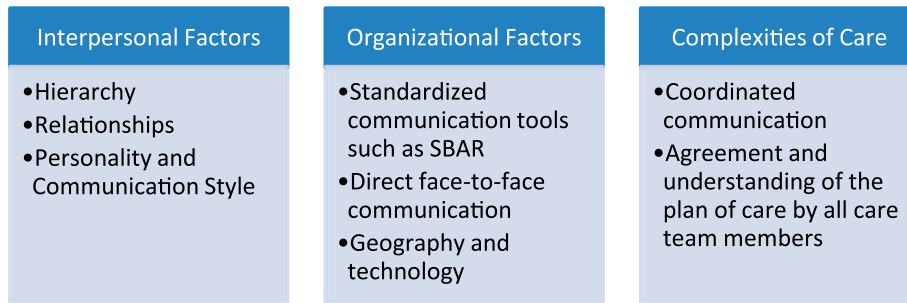 Interpersonal Factors
•Hierarchy
•Relationships
•Personality and
Communication Style
Organizational Factors
•Standardized
communication tools
such as SBAR
•Direct face-to-face
communication
•Geography and
technology
Complexities of Care
•Coordinated
communication
•Agreement and
understanding of the
plan of care by all care
team members